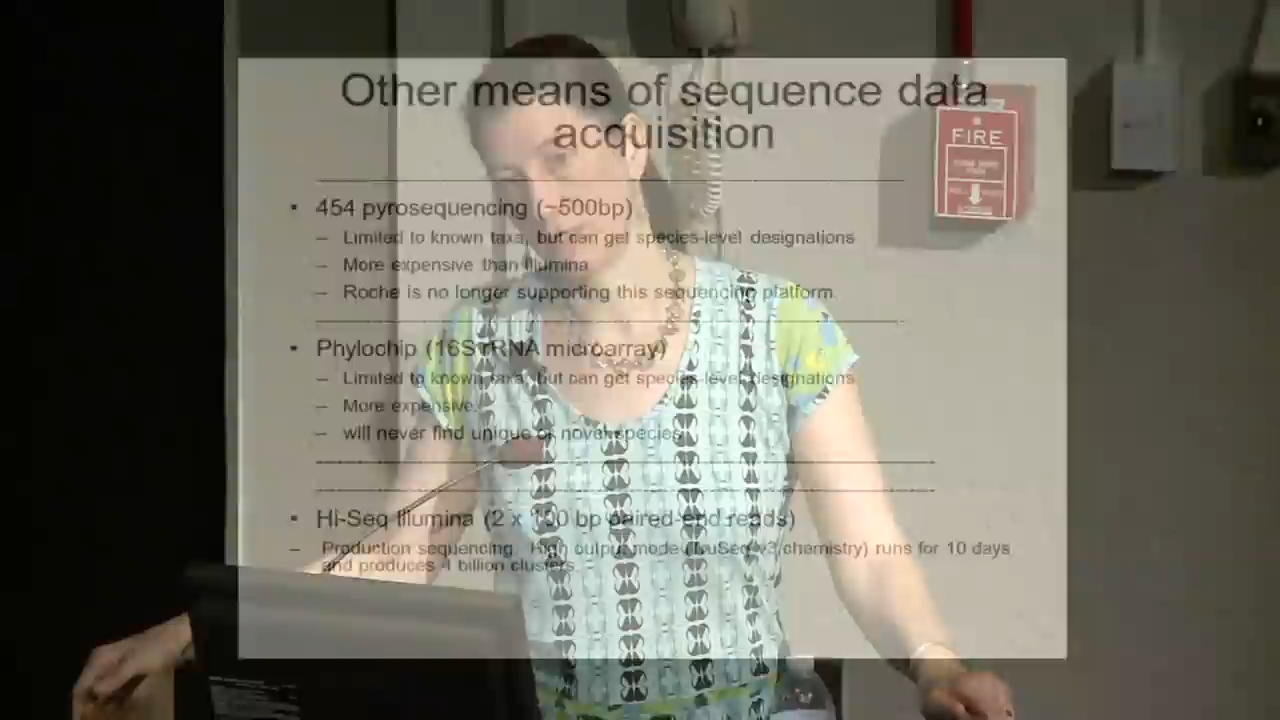 Other means of sequence data
acquisition
• 454 pyrosequencing (~500bp)
– Limited to known taxa, but can get species-level designations
– More expensive than Illumina
– Roche is no longer supporting this sequencing platform.
• Phylochip (16S rRNA microarray)
– Limited to known taxa, but can get species-level designations
– More expensive.
– will never find unique or novel species
• Hi-Seq Illumina (2 x 100 bp paired-end reads)
– Production sequencing. High output mode (TruSeq v3 chemistry) runs for 10 days
and produces 4 billion clusters.
FIRE